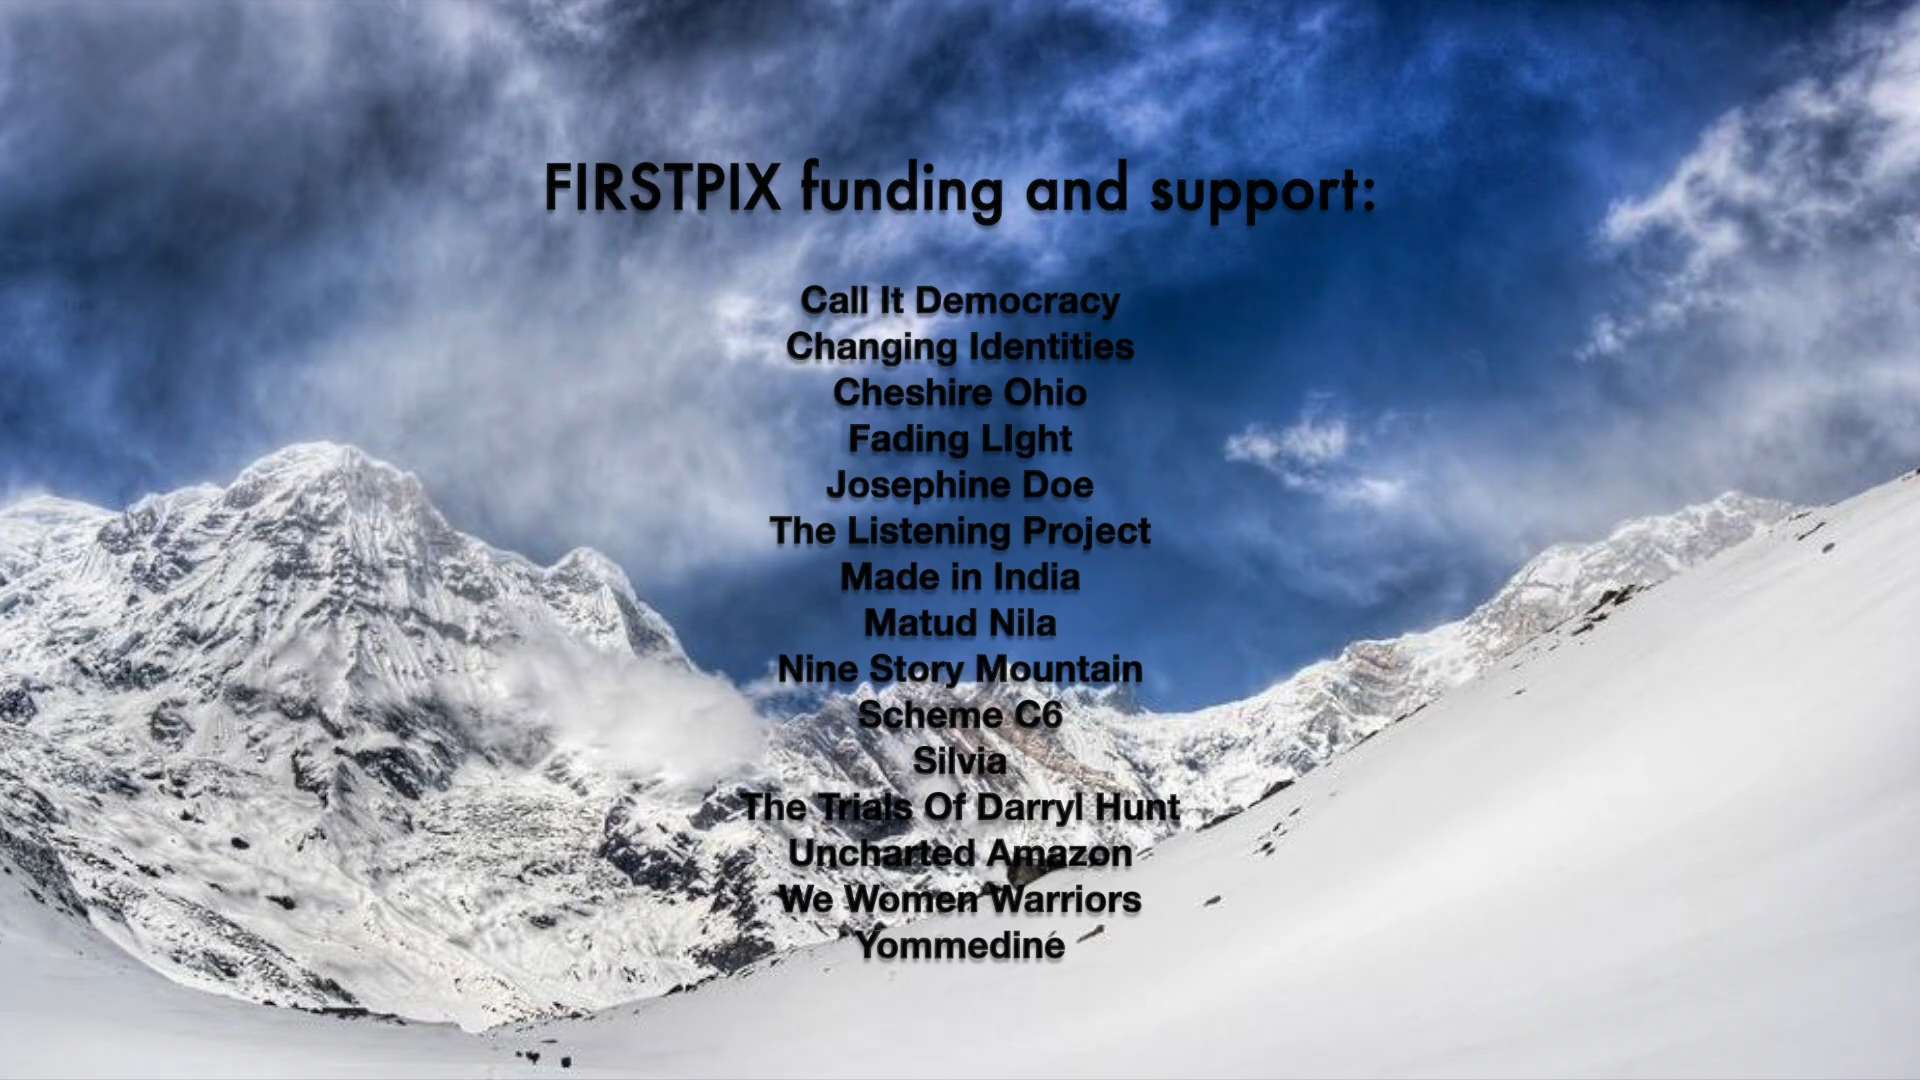 FIRSTPIX funding and support:
Call It Democracy
Changing Identities
Cheshire Ohio
Fading LIght
Josephine Doe
The Listening Project
Made in India
Matud Nila
Nine Story Mountain
Scheme C6
Silvia
The Trials Of Darryl Hunt
Uncharted Amazon
We Women Warriors
Yommedine